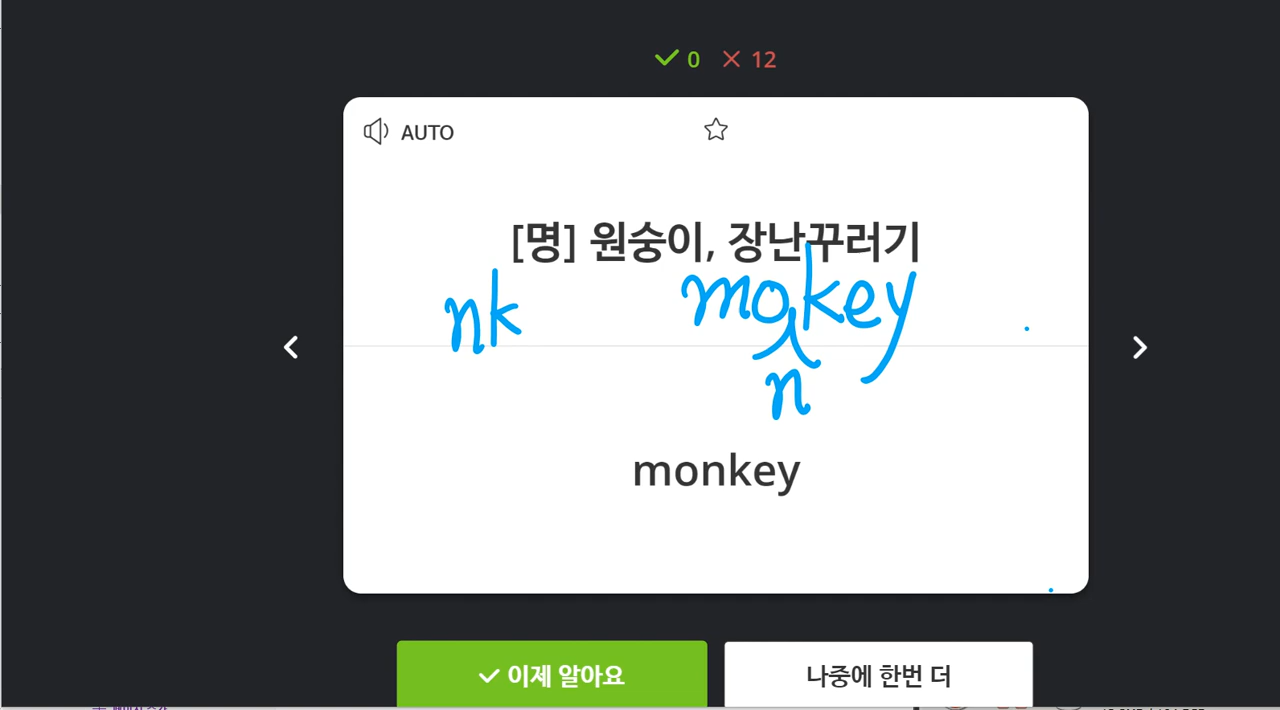 0 12
AUTO
[명] 원숭이, 장난꾸러기
nk mokey
n
monkey
이제 알아요 나중에 한번 더